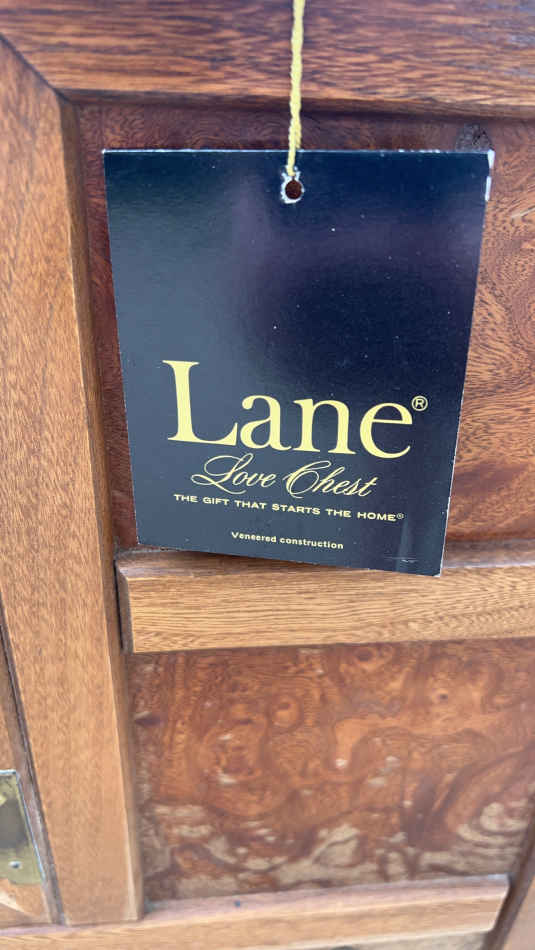 Lane®
Love Chest
THE GIFT THAT STARTS THE HOME®
Veneered construction